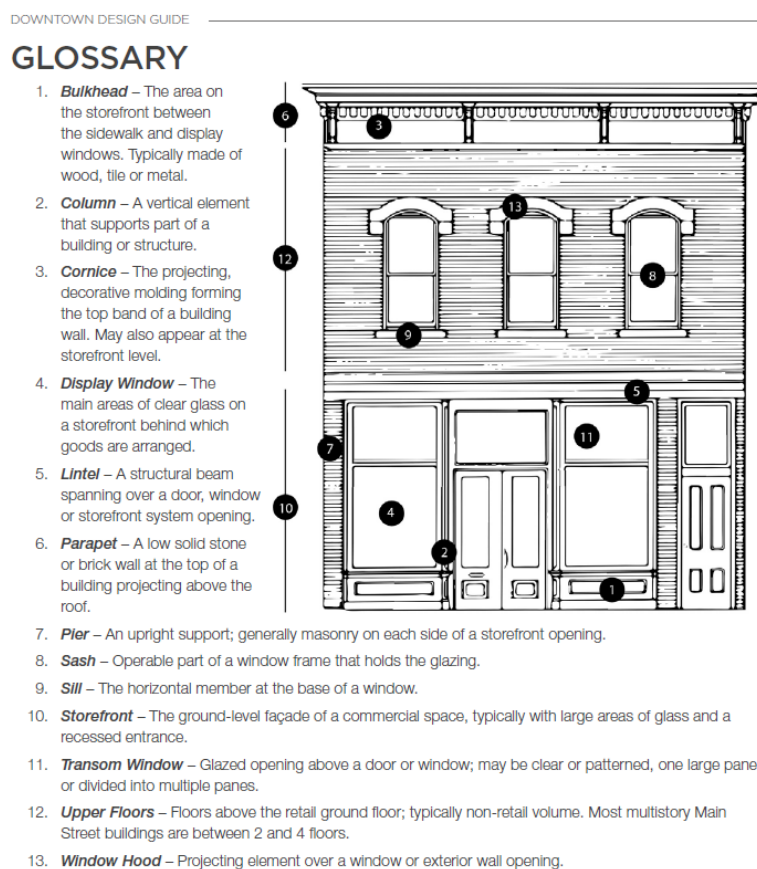 DOWNTOWN DESIGN GUIDE
GLOSSARY
1. Bulkhead – The area on
the storefront between
the sidewalk and display
windows. Typically made of
wood, tile or metal.
2. Column – A vertical element
that supports part of a
building or structure.
3. Cornice – The projecting,
decorative molding forming
the top band of a building
wall. May also appear at the
storefront level.
4. Display Window – The
main areas of clear glass on
a storefront behind which
goods are arranged.
5. Lintel – A structural beam
spanning over a door, window
or storefront system opening.
6. Parapet – A low solid stone
or brick wall at the top of a
building projecting above the
roof.
7. Pier – An upright support; generally masonry on each side of a storefront opening.
8. Sash – Operable part of a window frame that holds the glazing.
9. Sill – The horizontal member at the base of a window.
10. Storefront – The ground-level façade of a commercial space, typically with large areas of glass and a
recessed entrance.
11. Transom Window – Glazed opening above a door or window; may be clear or patterned, one large pane
or divided into multiple panes.
12. Upper Floors – Floors above the retail ground floor; typically non-retail volume. Most multistory Main
Street buildings are between 2 and 4 floors.
13. Window Hood – Projecting element over a window or exterior wall opening.
6
3
13
12
8
9
5
7
11
10
4
2
1